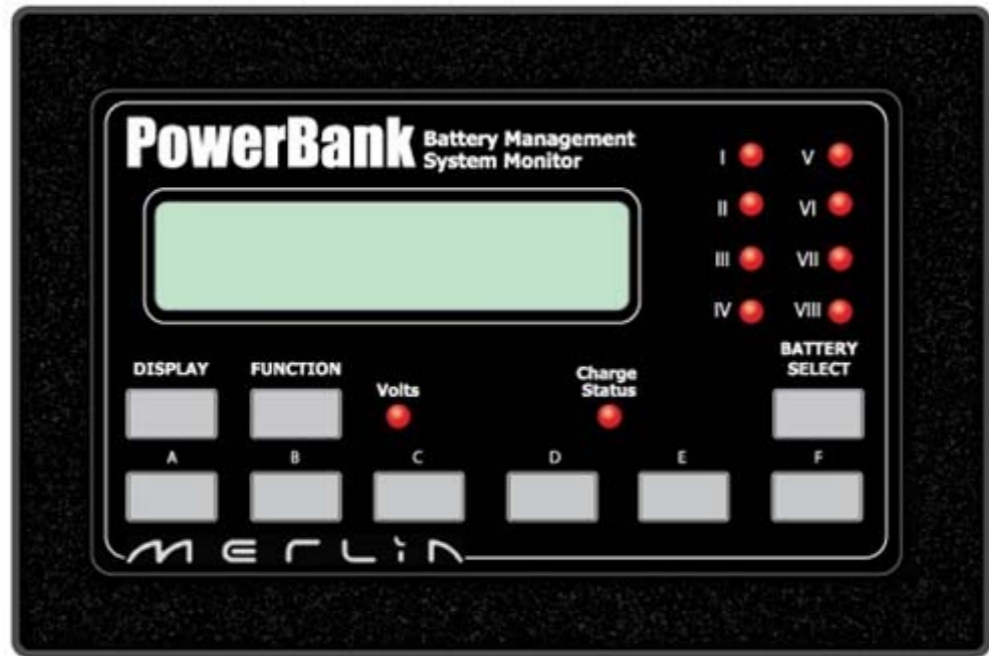 PowerBank Battery Management
System Monitor
I V
II VI
III VII
IV VIII
DISPLAY FUNCTION
Volts
Charge
Status
BATTERY
SELECT
A B C D E F
MERLIN